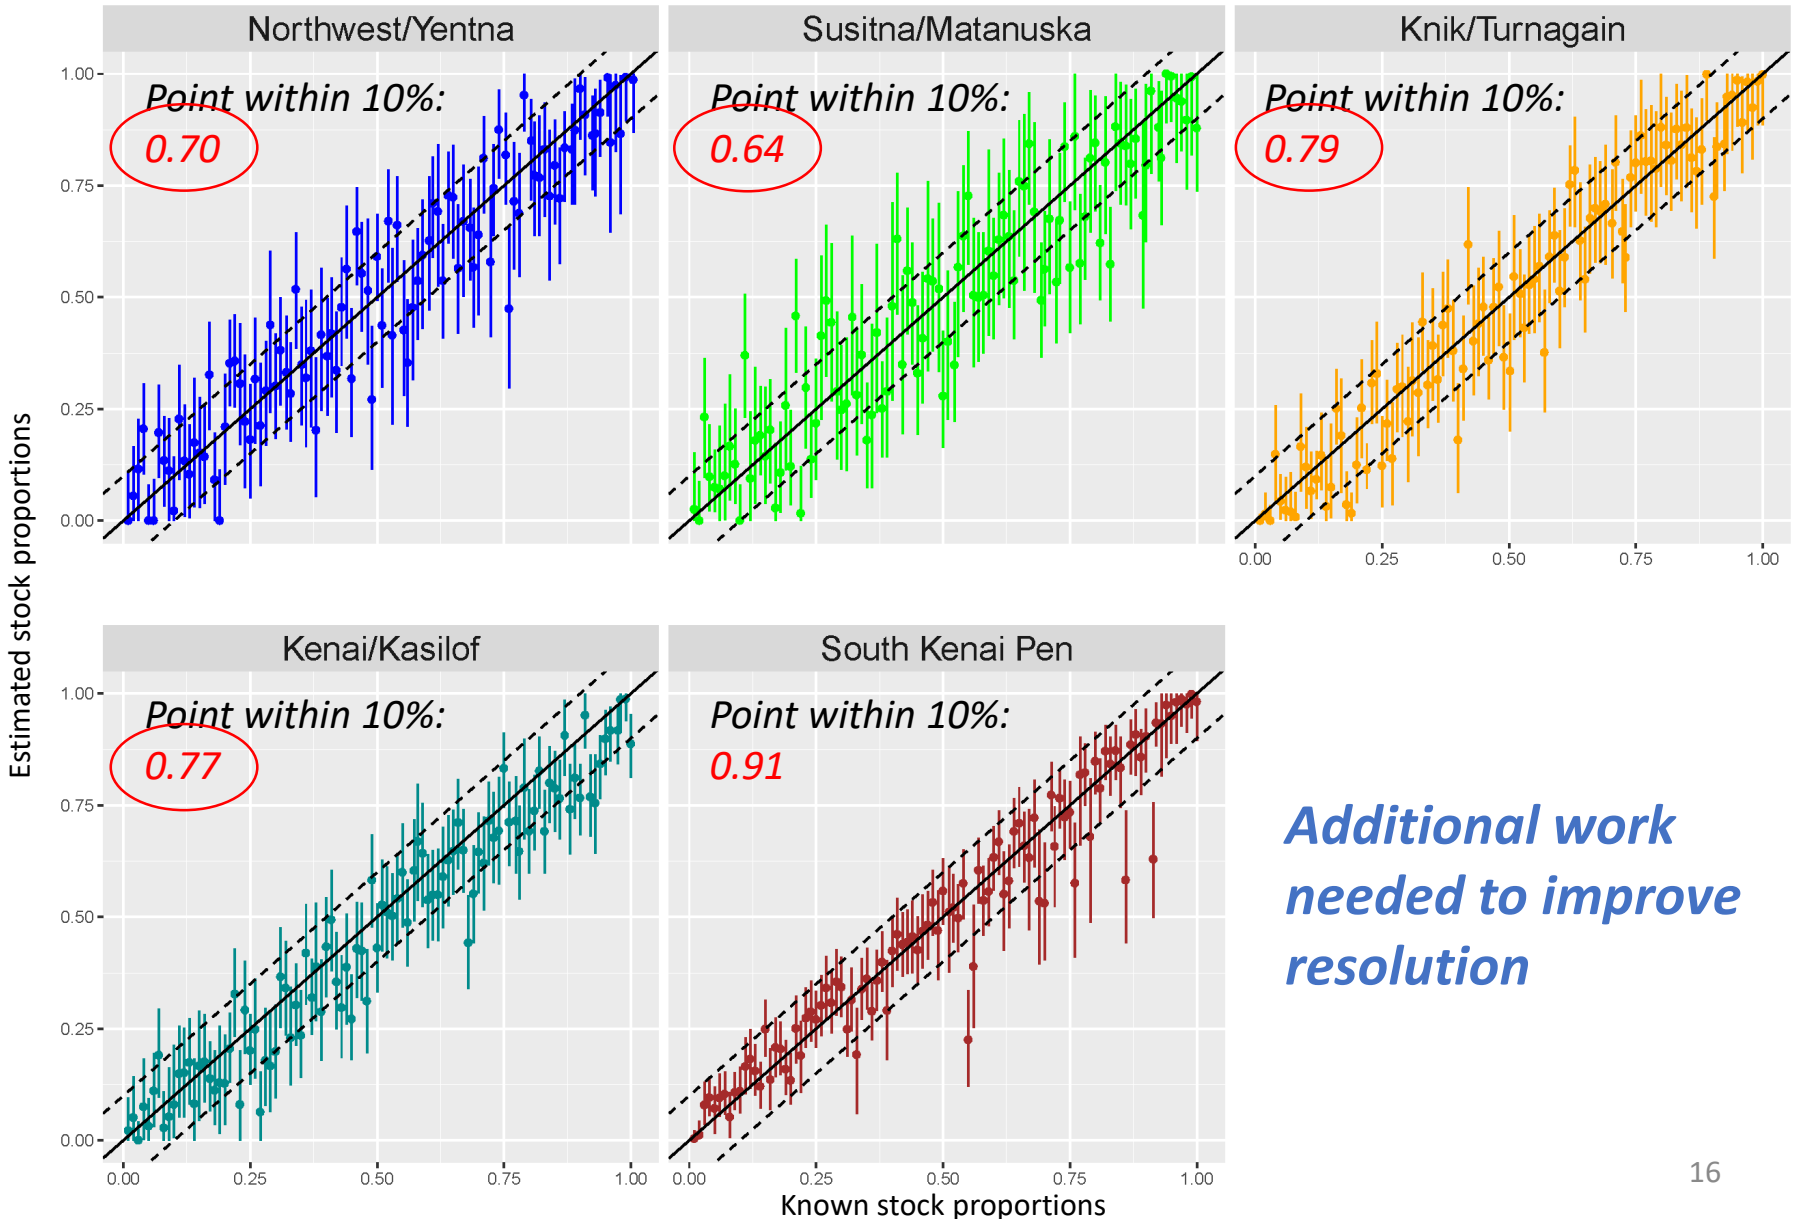 Northwest/Yentna
Susitna/Matanuska
Knik/Turnagain
1.00
0.75
0.50
0.25
0.00
Point within 10%:
0.70
Point within 10%:
0.64
Point within 10%:
0.79
0.00 0.25 0.50 0.75 1.00
Estimated stock proportions
Kenai/Kasilof
South Kenai Pen
1.00
0.75
0.50
0.25
0.00
Point within 10%:
0.77
Point within 10%:
0.91
0.00 0.25 0.50 0.75 1.00
0.00 0.25 0.50 0.75 1.00
Known stock proportions
Additional work
needed to improve
resolution
16